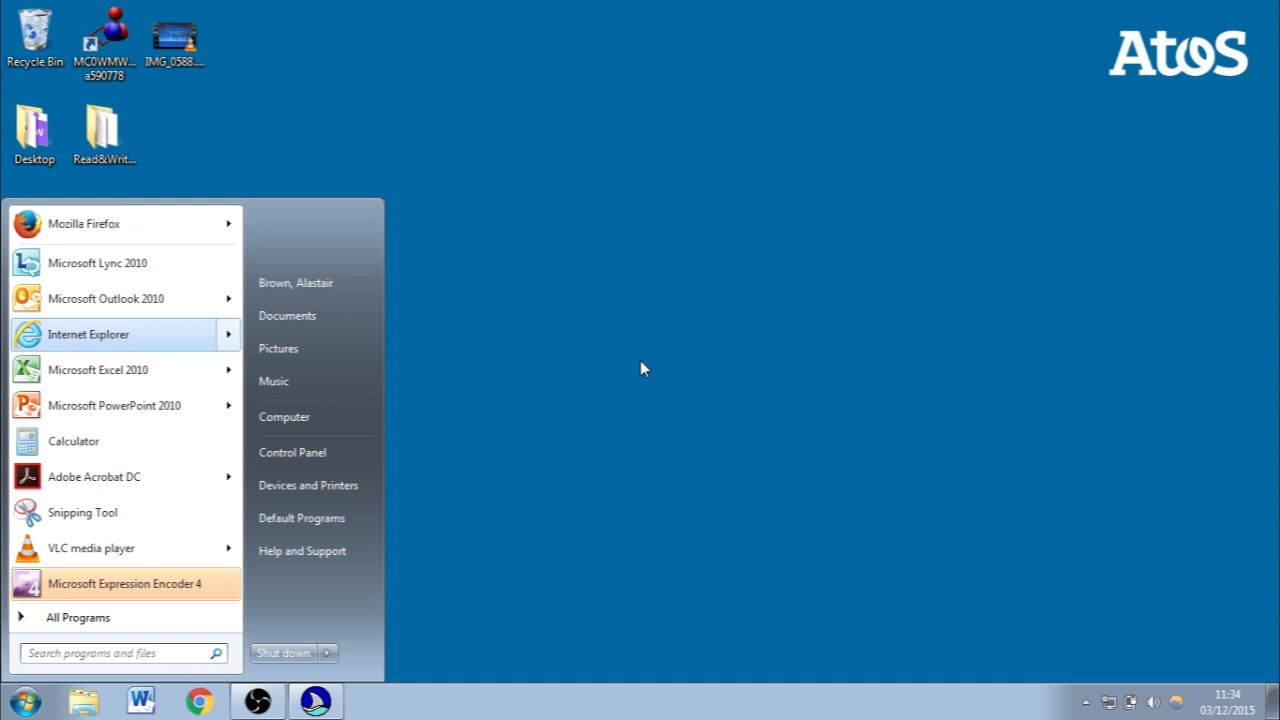 Recycle Bin
MC0WMW...
a590778
IMG_0588....
Atos
Desktop
Read&Writ...
Mozilla Firefox
Microsoft Lync 2010
Microsoft Outlook 2010
Internet Explorer
Microsoft Excel 2010
Microsoft PowerPoint 2010
Calculator
Adobe Acrobat DC
Snipping Tool
VLC media player
Microsoft Expression Encoder 4
All Programs
Search programs and files
Brown, Alastair
Documents
Pictures
Music
Computer
Control Panel
Devices and Printers
Default Programs
Help and Support
Shut down
11:34
03/12/2015